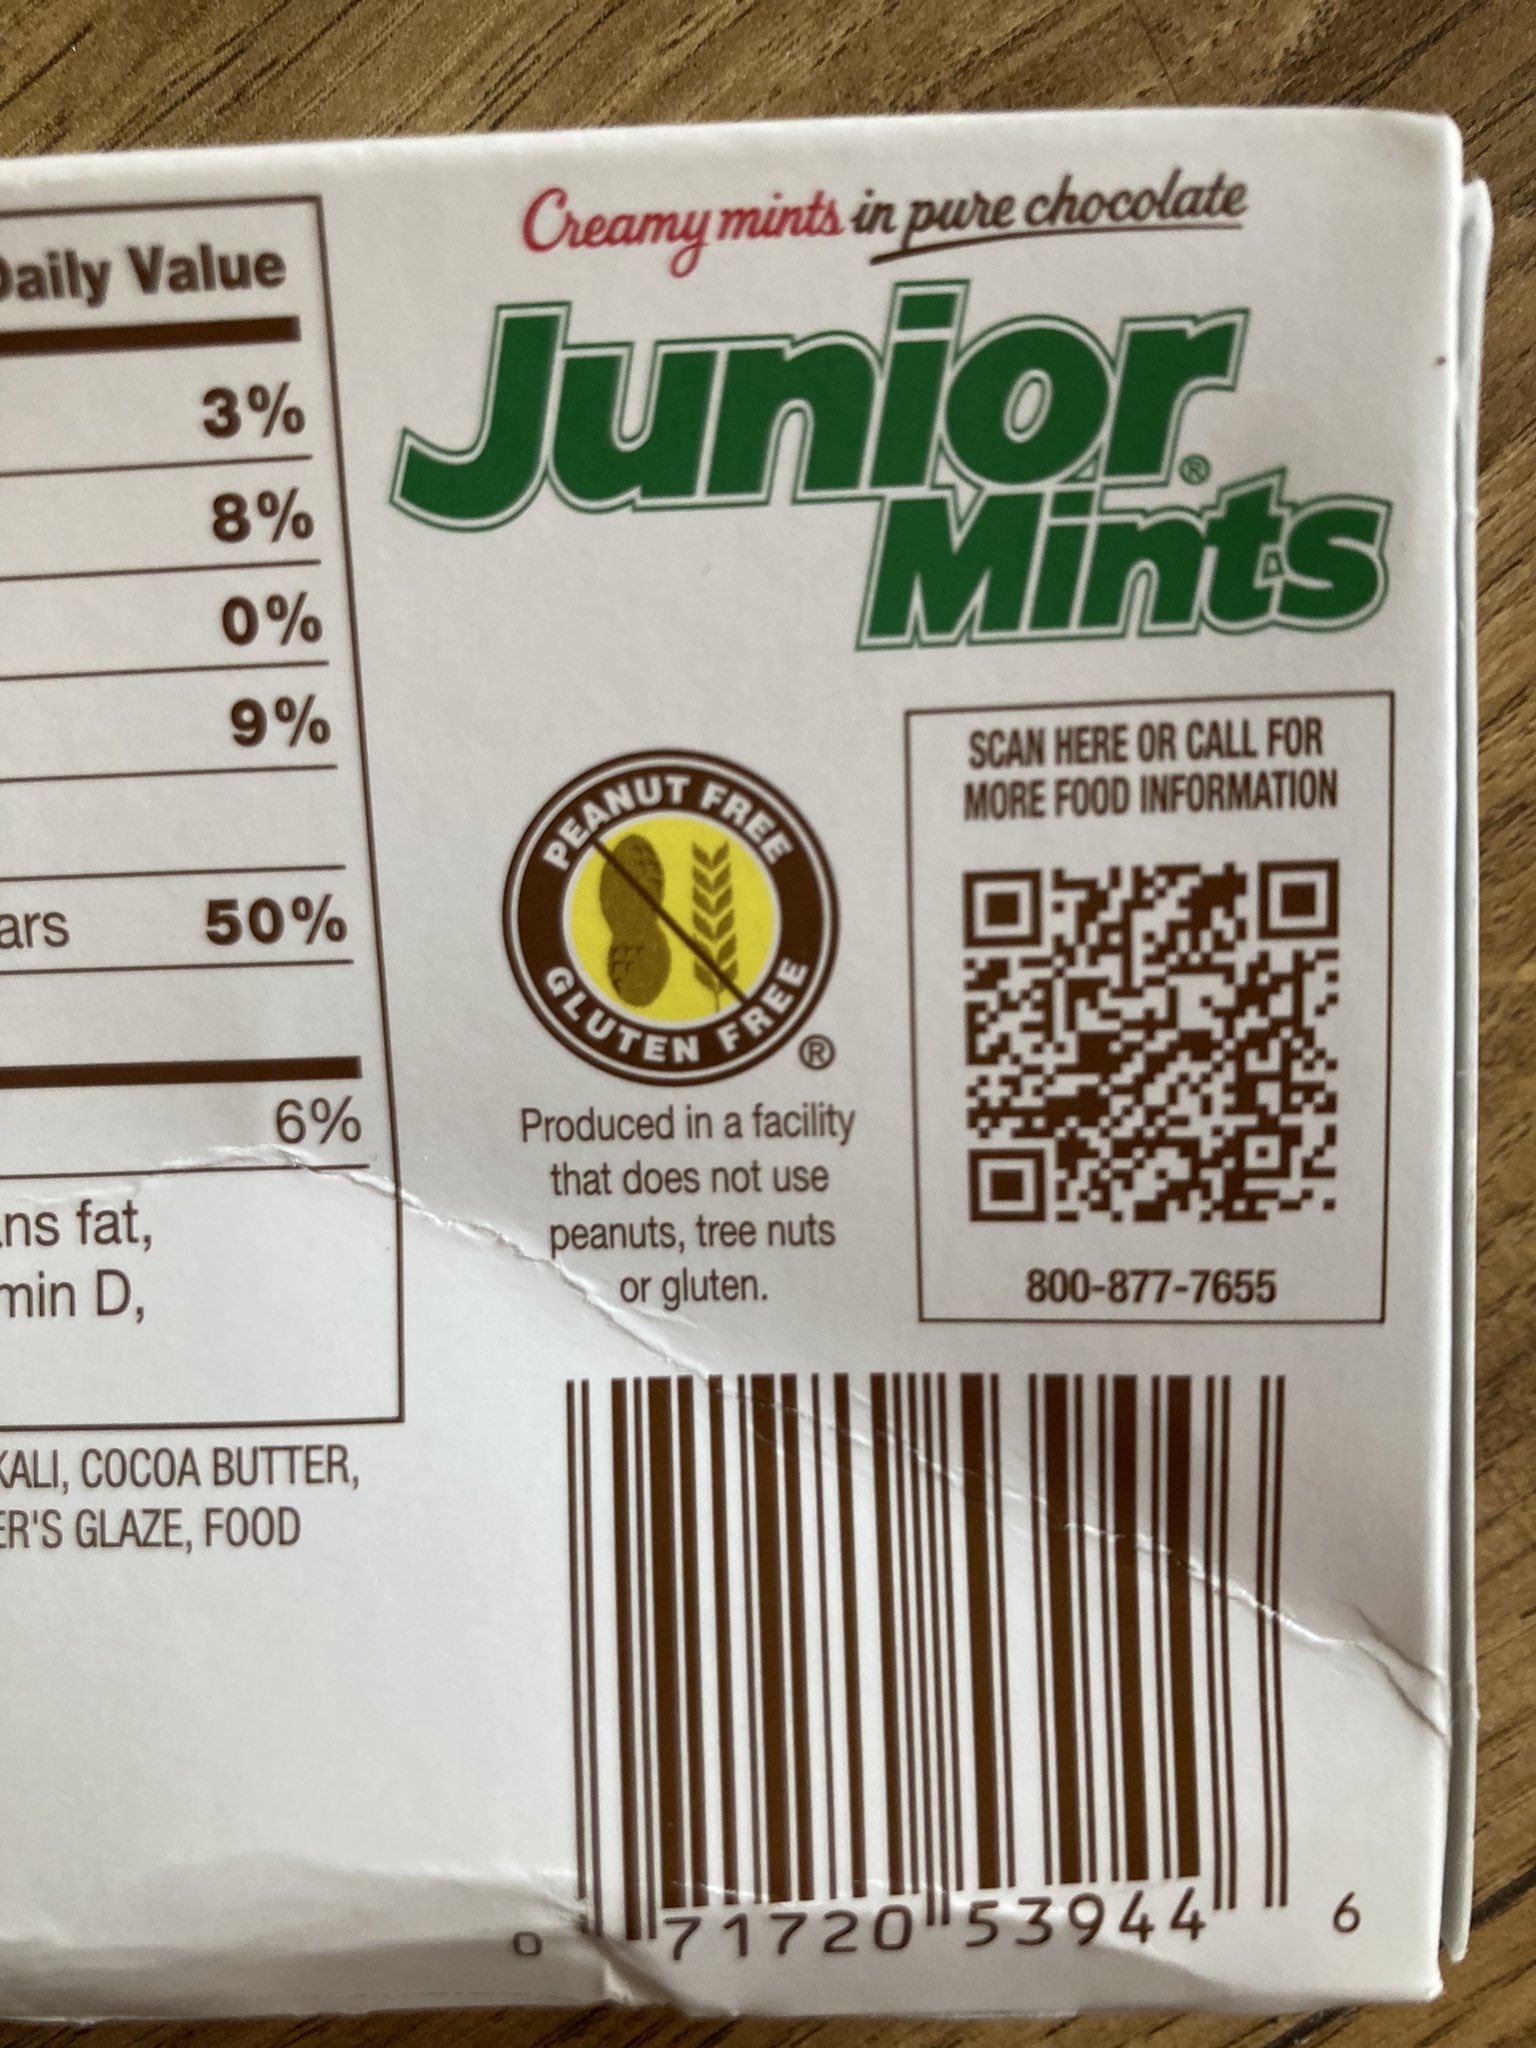 Daily Value
3%
8%
0%
9%
ars 50%
6%
ns fat,
min D,
KALI, COCOA BUTTER,
ER'S GLAZE, FOOD
Creamy mints in pure chocolate
Junior®
Mints
PEANUT FREE
GLUTEN FREE
®
Produced in a facility
that does not use
peanuts, tree nuts
or gluten.
SCAN HERE OR CALL FOR
MORE FOOD INFORMATION
800-877-7655
0 71720 53944 6